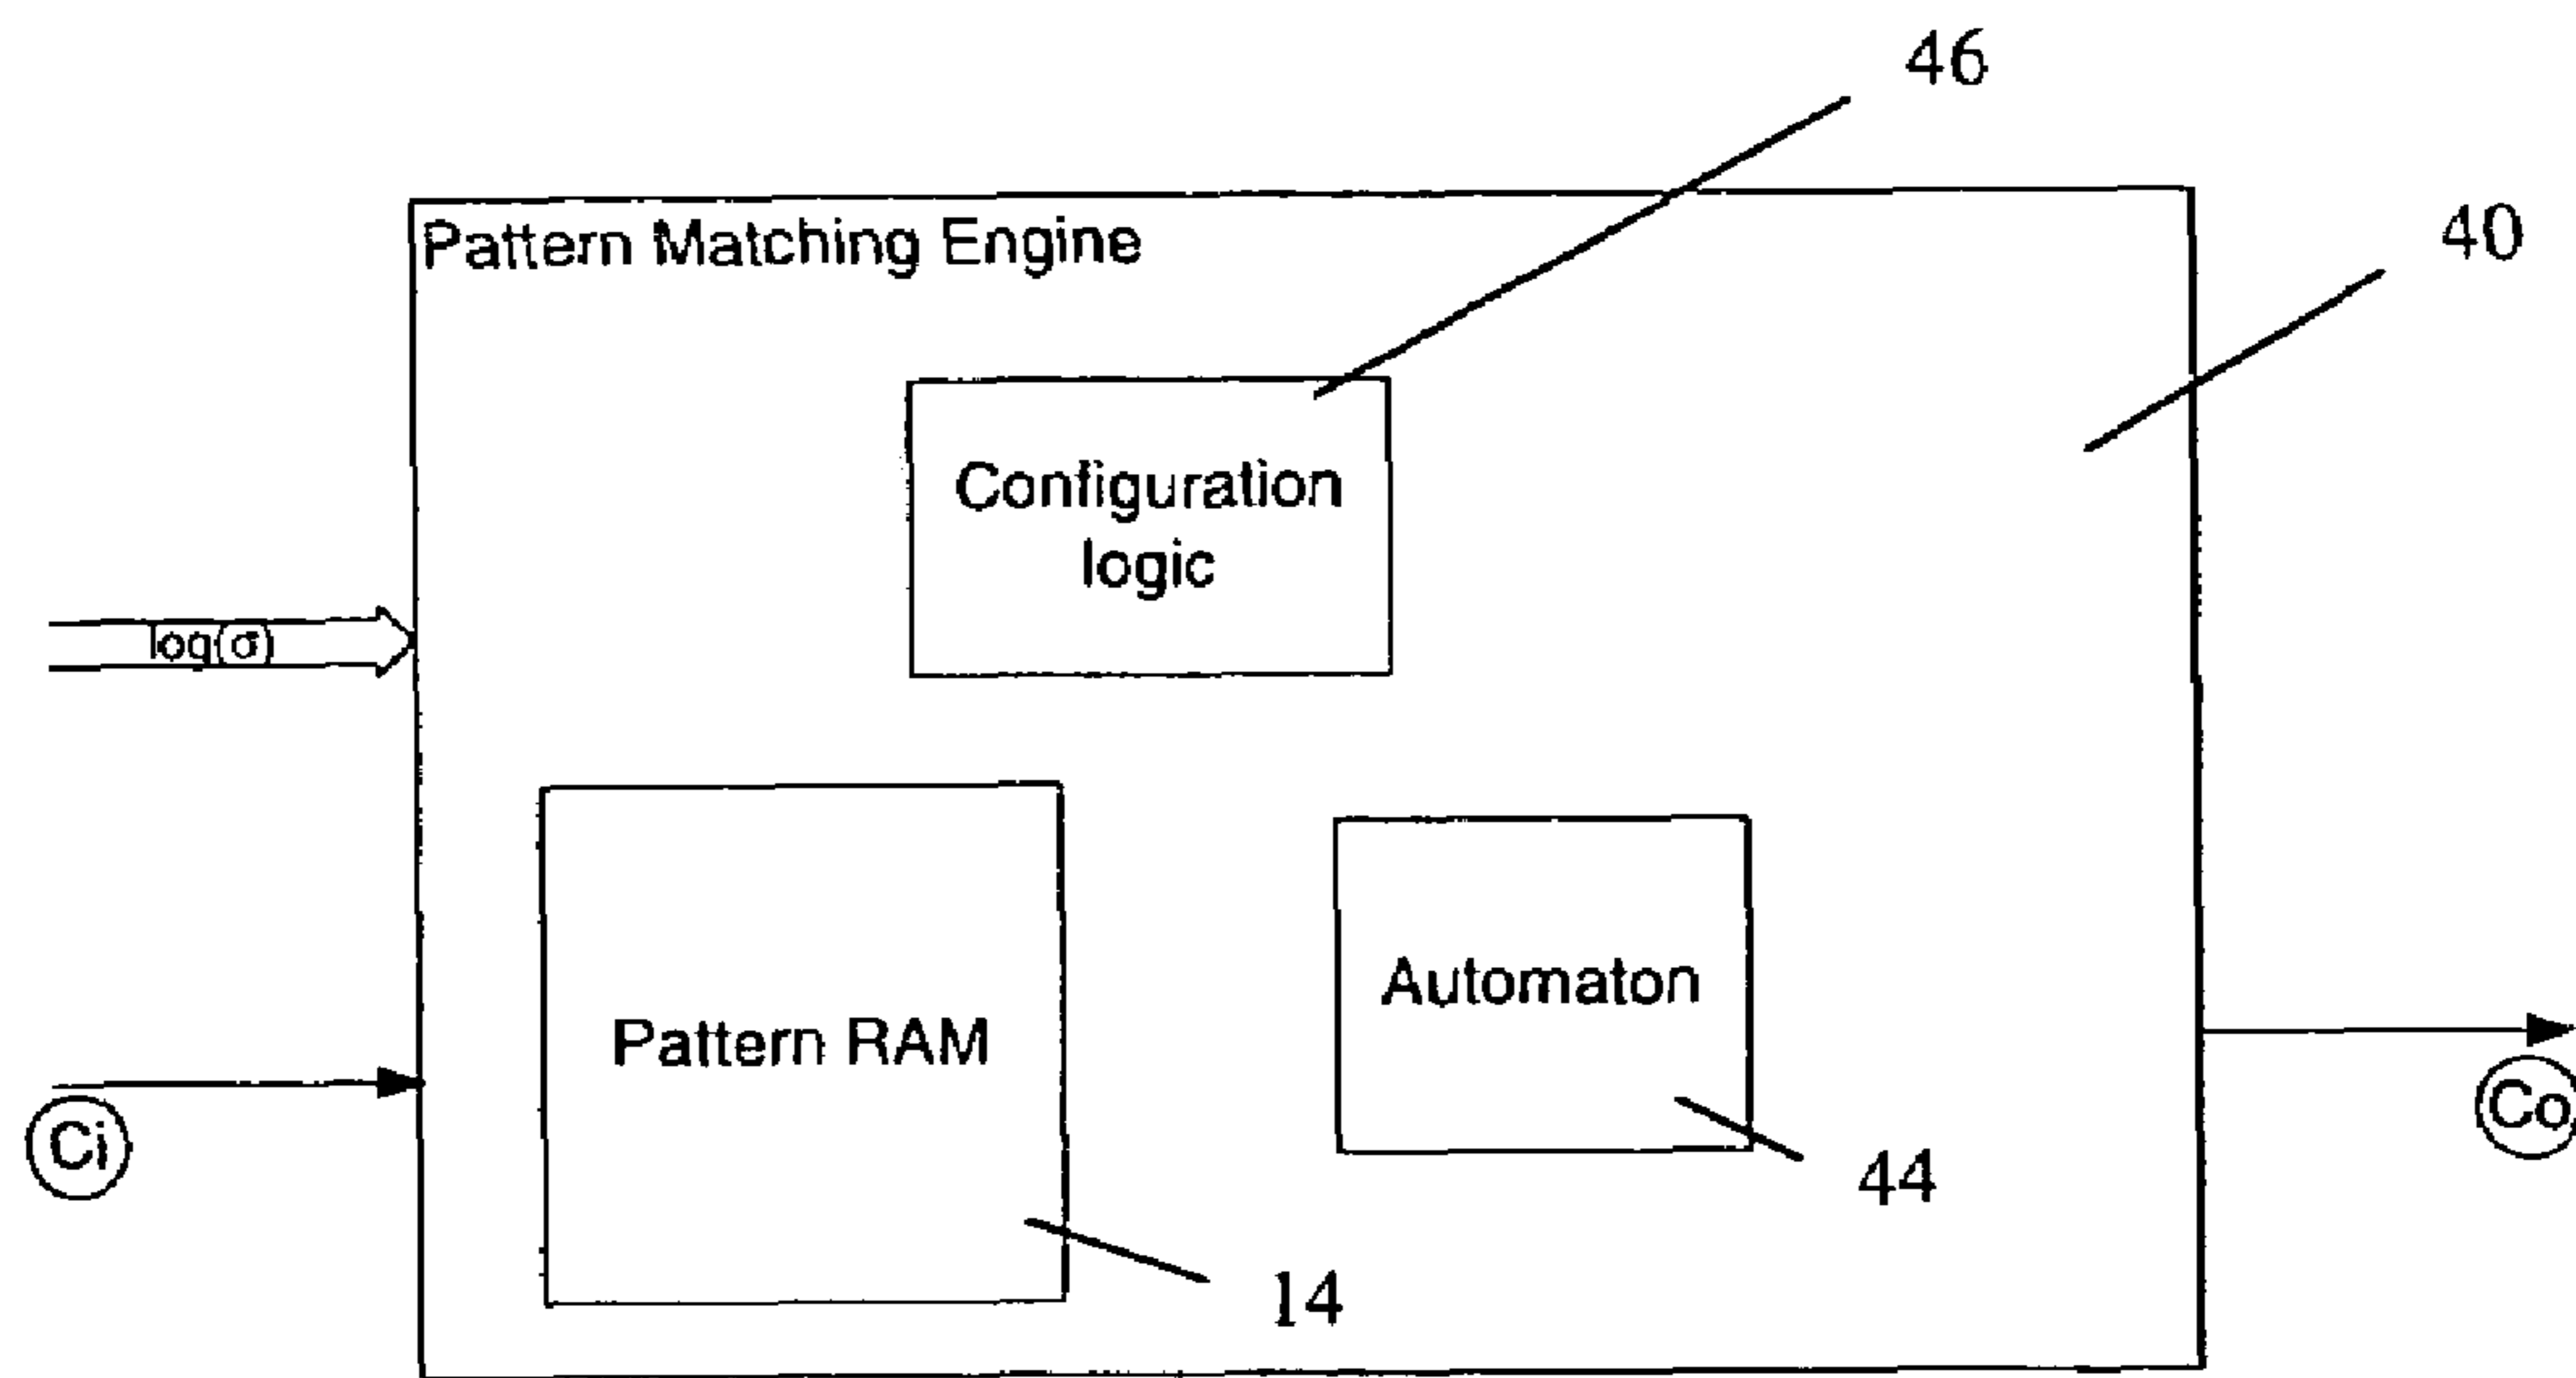 46
40
Pattern Matching Engine
Configuration
logic
log(σ)
Automaton
Pattern RAM
Ci
Co
44
14